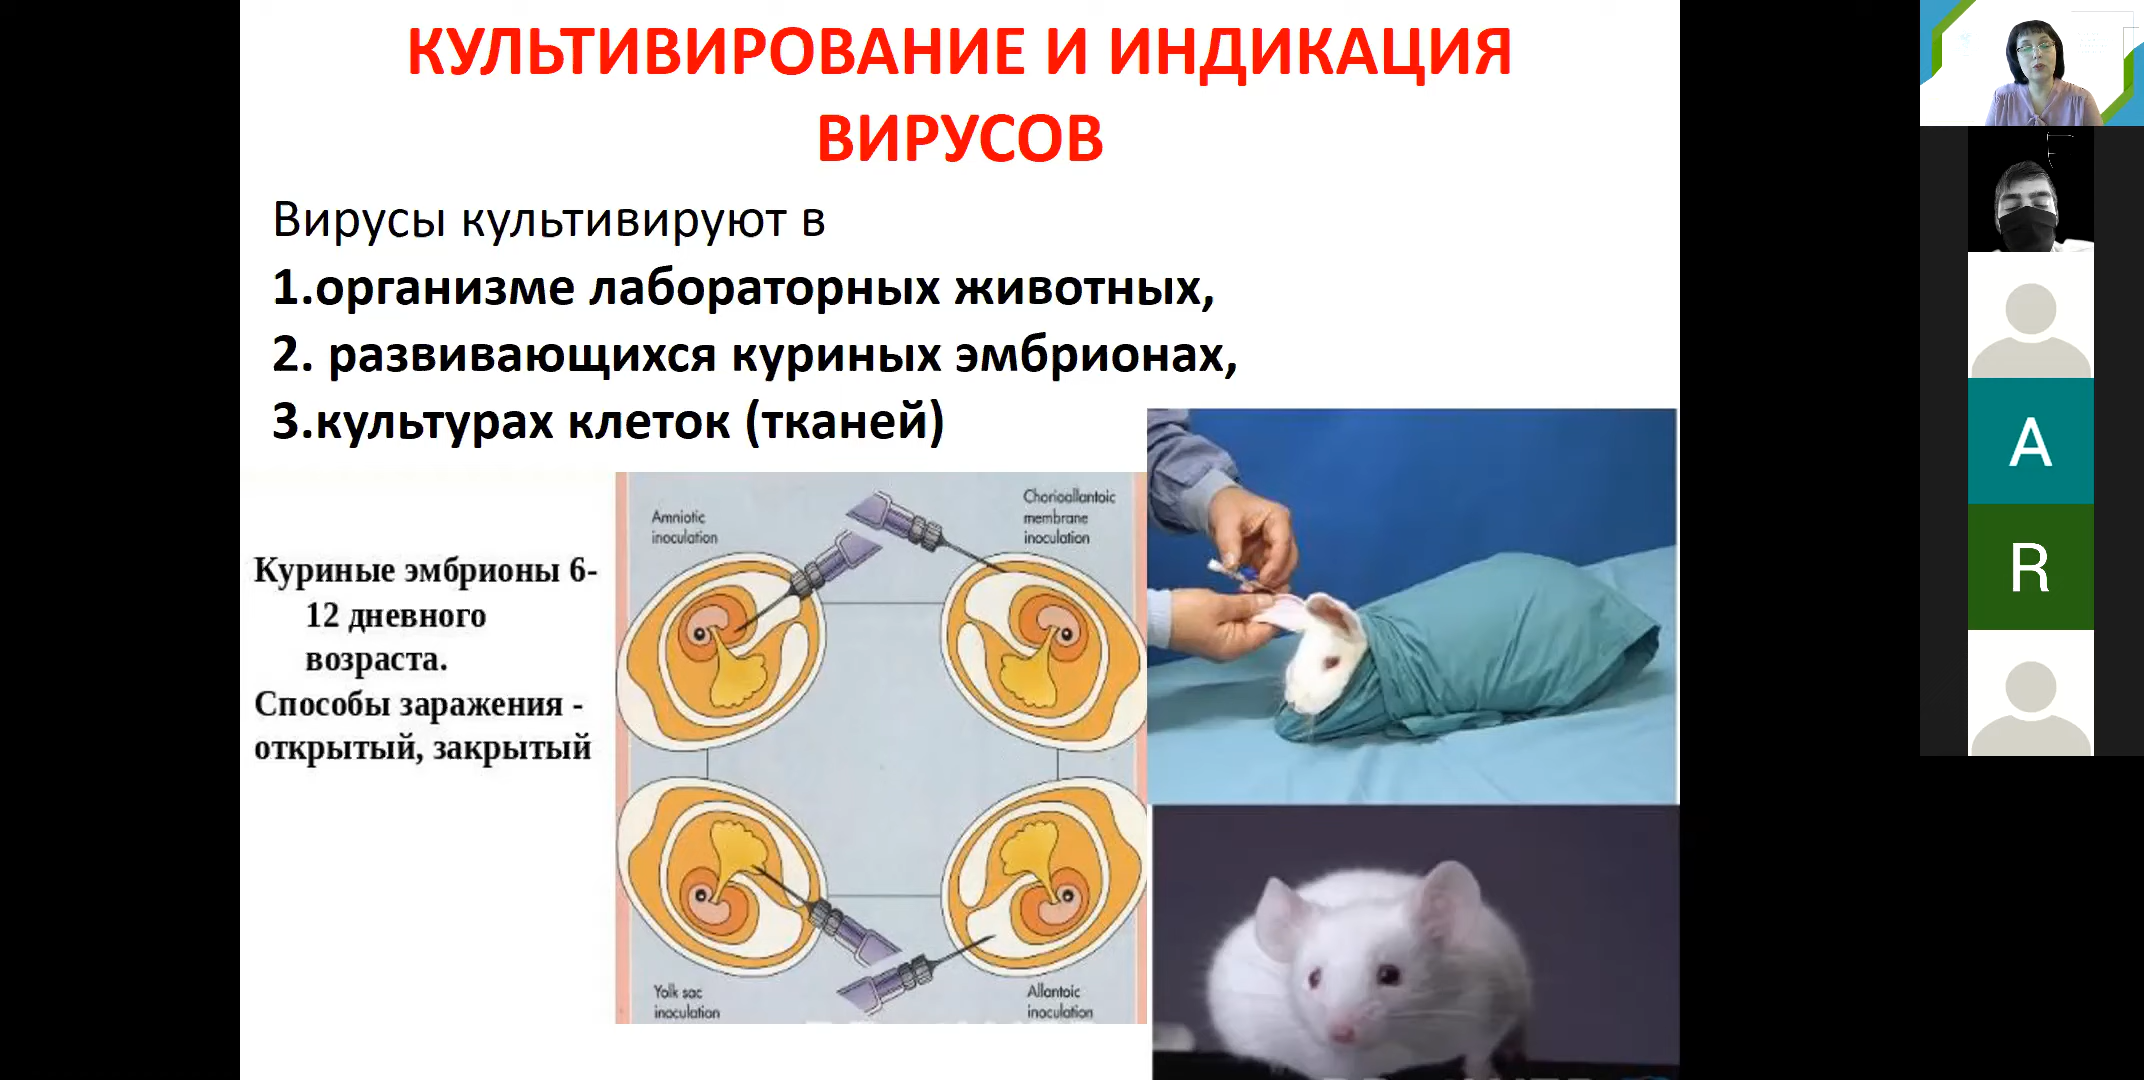 КУЛЬТИВИРОВАНИЕ И ИНДИКАЦИЯ
ВИРУСОВ
Вирусы культивируют в
1.организме лабораторных животных,
2. развивающихся куриных эмбрионах,
3.культурах клеток (тканей)
Куриные эмбрионы 6-
12 дневного
возраста.
Способы заражения -
открытый, закрытый
Amniotic
inoculation
Chorioallantoic
membrane
inoculation
Yolk sac
inoculation
Allantoic
inoculation
A
R